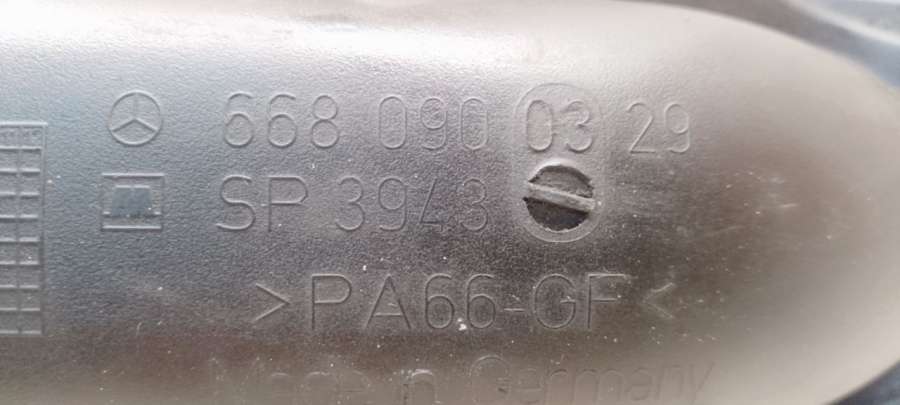 668 090 03 29
SP 3943
>PA66-GF<
Made in Germany